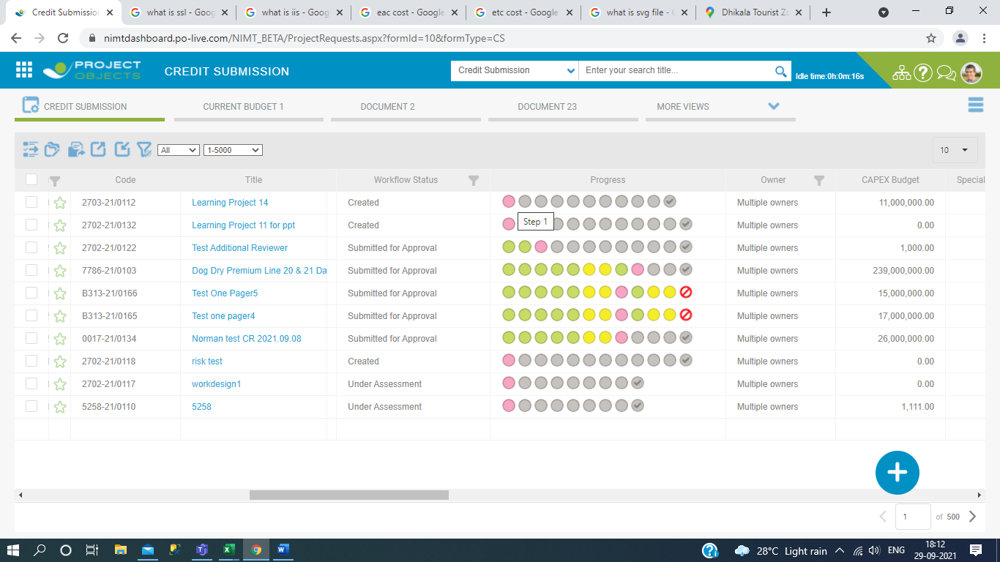 Credit Submission
what is ssl - Goog
what is iis - Goog
eac cost - Google
etc cost - Google
what is svg file - G
Dhikala Tourist Zo
nimtdashboard.po-live.com/NIMT_BETA/ProjectRequests.aspx?formId=10&formType=CS
PROJECT
OBJECTS
CREDIT SUBMISSION
Credit Submission
Enter your search title...
Idle time:0h:0m:16s
CREDIT SUBMISSION
CURRENT BUDGET 1
DOCUMENT 2
DOCUMENT 23
MORE VIEWS
All
1-5000
10
Code Title Workflow Status Progress Owner CAPEX Budget Special
2703-21/0112 Learning Project 14 Created Multiple owners 11,000,000.00
Step 1
2702-21/0132 Learning Project 11 for ppt Created Multiple owners 0.00
2702-21/0122 Test Additional Reviewer Submitted for Approval Multiple owners 1,000.00
7786-21/0103 Dog Dry Premium Line 20 & 21 Da Submitted for Approval Multiple owners 239,000,000.00
B313-21/0166 Test One Pager5 Submitted for Approval Multiple owners 15,000,000.00
B313-21/0165 Test one pager4 Submitted for Approval Multiple owners 17,000,000.00
0017-21/0134 Norman test CR 2021.09.08 Submitted for Approval Multiple owners 26,000,000.00
2702-21/0118 risk test Created Multiple owners 0.00
2702-21/0117 workdesign1 Under Assessment Multiple owners 0.00
5258-21/0110 5258 Under Assessment Multiple owners 1,111.00
1 of 500
28°C Light rain
ENG
18:12
29-09-2021